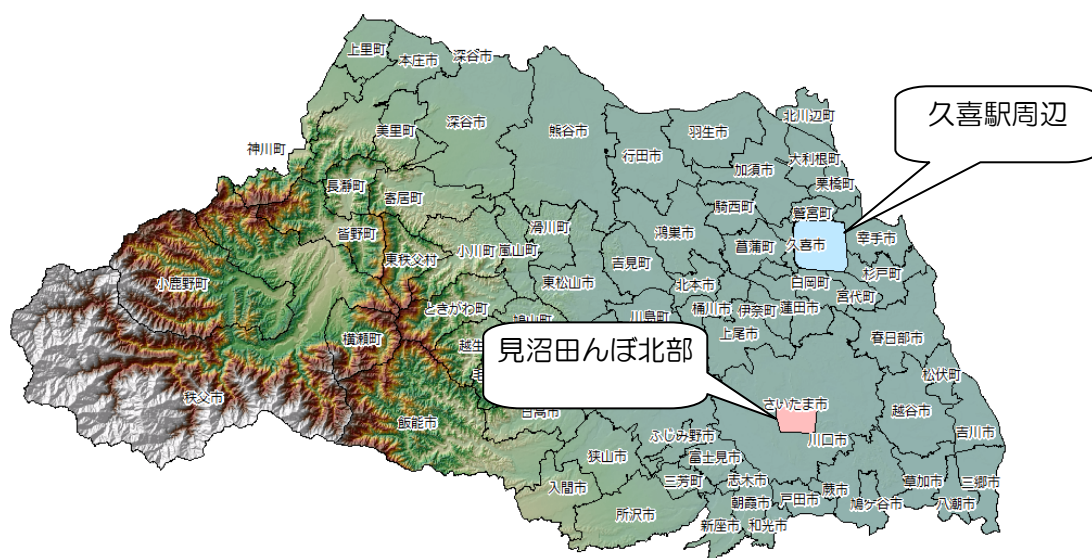 上里町
本庄市
深谷市
北川辺町
久喜駅周辺
美里町
深谷市
熊谷市
羽生市
行田市
神川町
大利根町
加須市
栗橋町
長瀞町
寄居町
騎西町
鷲宮町
皆野町
滑川町
鴻巣市
菖蒲町
久喜市
幸手市
小川町
嵐山町
東秩父村
吉見町
杉戸町
小鹿野町
東松山市
北本市
白岡町
宮代町
ときがわ町
鳩山町
川島町
桶川市
伊奈町
蓮田市
横瀬町
上尾市
春日部市
越生
見沼田んぼ北部
松伏町
秩父市
日高市
さいたま市
越谷市
飯能市
ふじみ野市
川口市
吉川市
狭山市
富士見市
入間市
三芳町
志木市
朝霞市
戸田市
蕨市
鳩ヶ谷市
草加市
三郷市
八潮市
所沢市
新座市
和光市